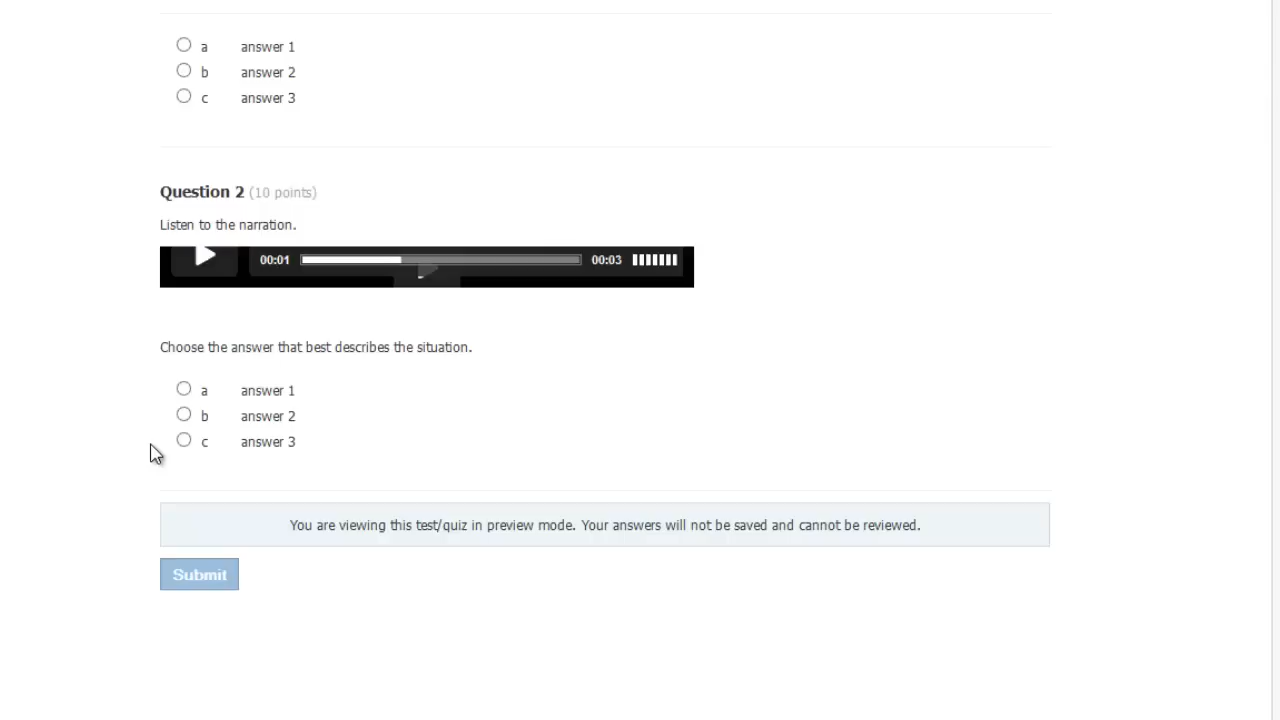 a answer 1
b answer 2
c answer 3
Question 2 (10 points)
Listen to the narration.
00:01 00:03
Choose the answer that best describes the situation.
a answer 1
b answer 2
c answer 3
You are viewing this test/quiz in preview mode. Your answers will not be saved and cannot be reviewed.
Submit